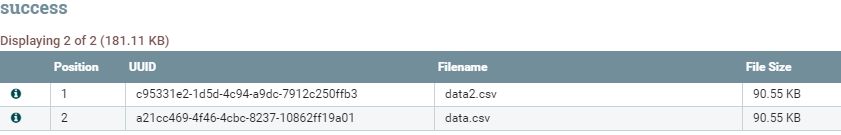 success
Displaying 2 of 2 (181.11 KB)
Position UUID Filename File Size
1 c95331e2-1d5d-4c94-a9dc-7912c250ffb3 data2.csv 90.55 KB
2 a21cc469-4f46-4cbc-8237-10862ff19a01 data.csv 90.55 KB